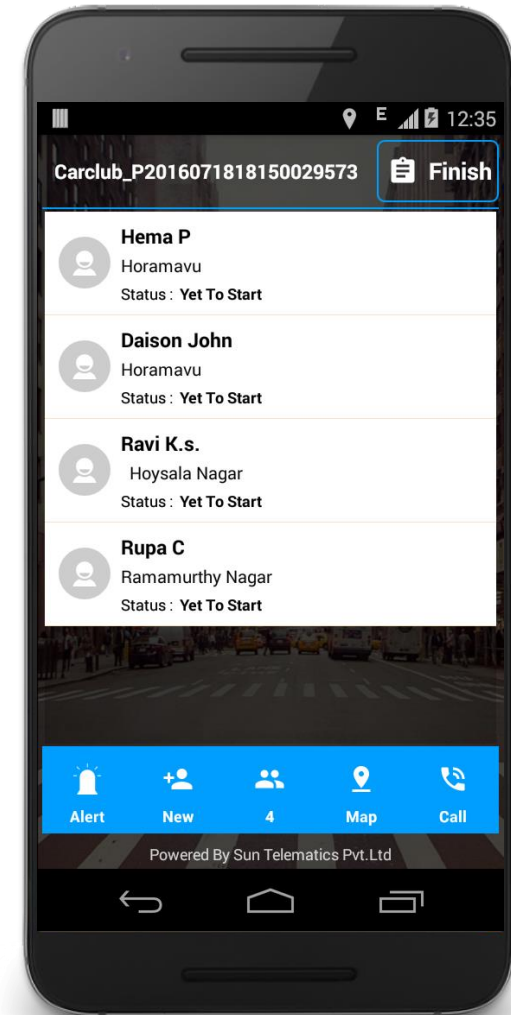 E 12:35
Carclub_P2016071818150029573 Finish
Hema P
Horamavu
Status : Yet To Start
Daison John
Horamavu
Status : Yet To Start
Ravi K.s.
Hoysala Nagar
Status : Yet To Start
Rupa C
Ramamurthy Nagar
Status : Yet To Start
Alert New 4 Map Call
Powered By Sun Telematics Pvt.Ltd